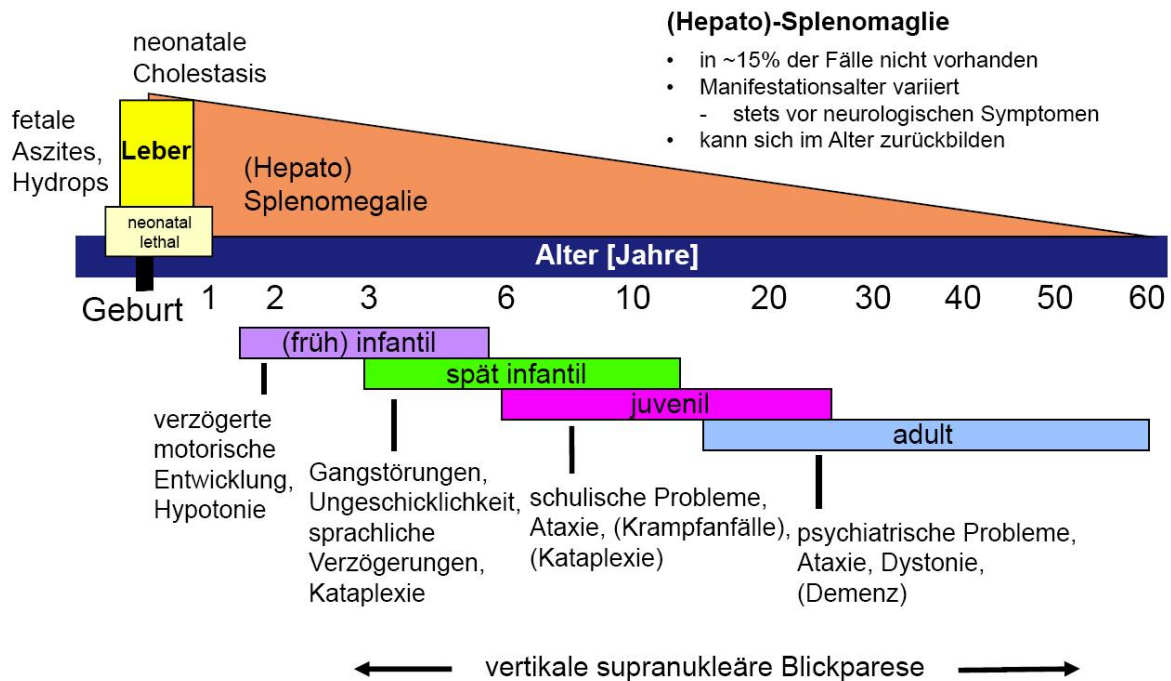 (Hepato)-Splenomaglie
• in ~15% der Fälle nicht vorhanden
• Manifestationsalter variiert
- stets vor neurologischen Symptomen
• kann sich im Alter zurückbilden
neonatale
Cholestasis
fetale
Aszites,
Hydrops
Leber
(Hepato)
Splenomegalie
neonatal
lethal
Alter [Jahre]
Geburt 1 2 3 6 10 20 30 40 50 60
(früh) infantil
spät infantil
juvenil
adult
verzögerte
motorische
Entwicklung,
Hypotonie
Gangstörungen,
Ungeschicklichkeit,
sprachliche
Verzögerungen,
Kataplexie
schulische Probleme,
Ataxie, (Krampfanfälle),
(Kataplexie)
psychiatrische Probleme,
Ataxie, Dystonie,
(Demenz)
vertikale supranukleäre Blickparese